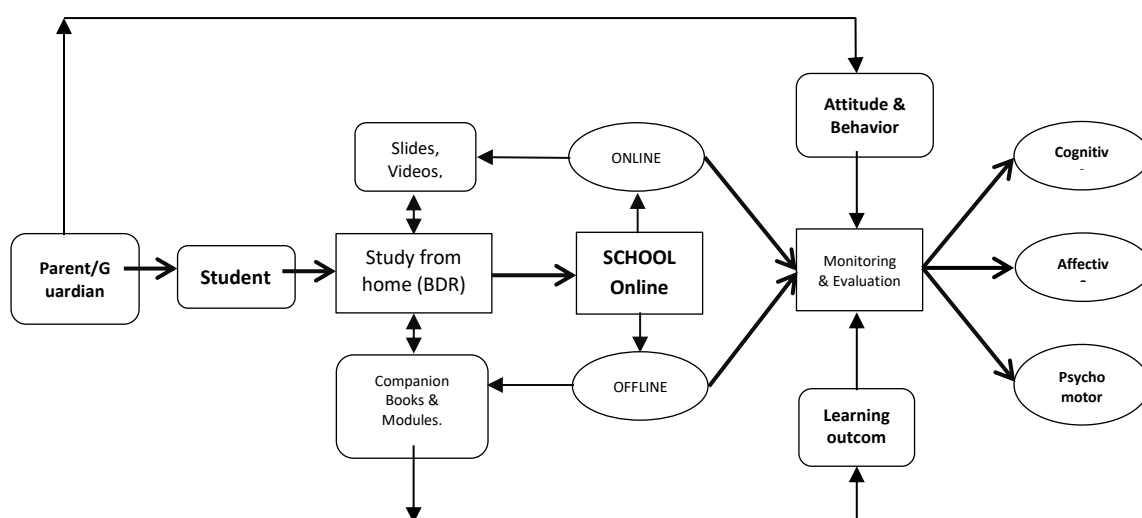 Attitude &
Behavior
Slides,
Videos,
ONLINE
Cognitiv
Parent/G
uardian
Student
Study from
home (BDR)
SCHOOL
Online
Monitoring
& Evaluation
Affectiv
Companion
Books &
Modules.
OFFLINE
Learning
outcom
Psycho
motor